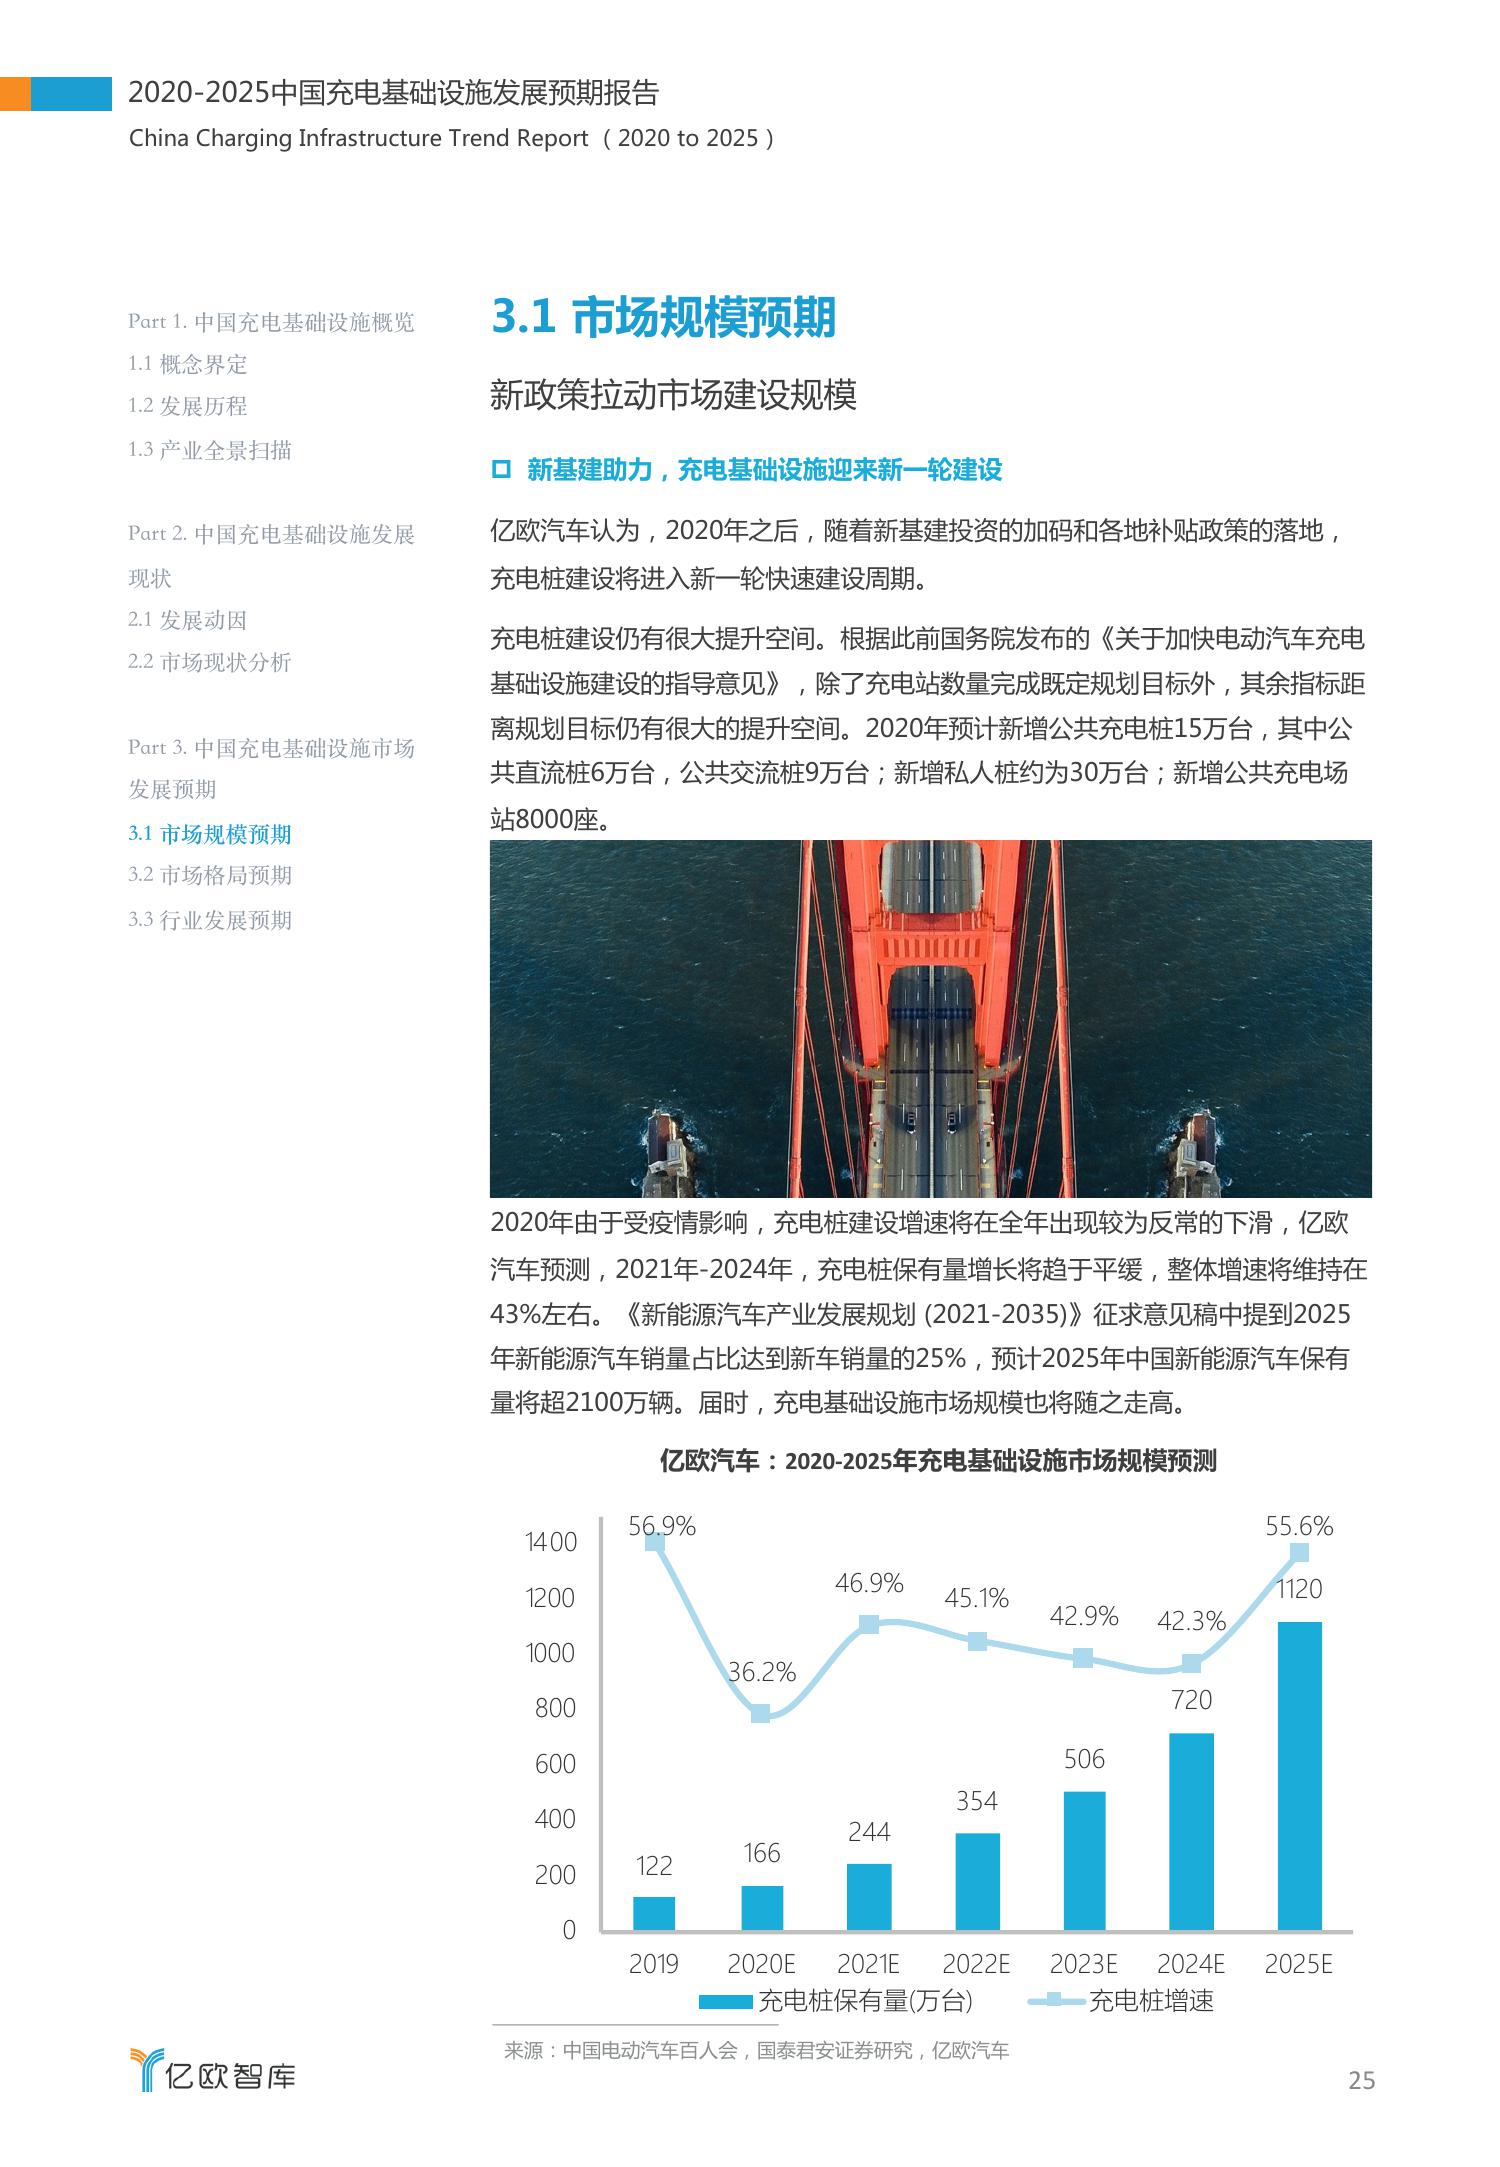 2020-2025中国充电基础设施发展预期报告
China Charging Infrastructure Trend Report（2020 to 2025）
Part 1. 中国充电基础设施概览
1.1 概念界定
1.2 发展历程
1.3 产业全景扫描
Part 2. 中国充电基础设施发展
现状
2.1 发展动因
2.2 市场现状分析
Part 3. 中国充电基础设施市场
发展预期
3.1 市场规模预期
3.2 市场格局预期
3.3 行业发展预期
3.1 市场规模预期
新政策拉动市场建设规模
新基建助力，充电基础设施迎来新一轮建设
亿欧汽车认为，2020年之后，随着新基建投资的加码和各地补贴政策的落地，
充电桩建设将进入新一轮快速建设周期。
充电桩建设仍有很大提升空间。根据此前国务院发布的《关于加快电动汽车充电
基础设施建设的指导意见》，除了充电站数量完成既定规划目标外，其余指标距
离规划目标仍有很大的提升空间。2020年预计新增公共充电桩15万台，其中公
共直流桩6万台，公共交流桩9万台；新增私人桩约为30万台；新增公共充电场
站8000座。
2020年由于受疫情影响，充电桩建设增速将在全年出现较为反常的下滑，亿欧
汽车预测，2021年-2024年，充电桩保有量增长将趋于平缓，整体增速将维持在
43%左右。《新能源汽车产业发展规划 (2021-2035)》征求意见稿中提到2025
年新能源汽车销量占比达到新车销量的25%，预计2025年中国新能源汽车保有
量将超2100万辆。届时，充电基础设施市场规模也将随之走高。
亿欧汽车：2020-2025年充电基础设施市场规模预测
1400
1200
1000
800
600
400
200
0
56.9%
36.2%
46.9%
45.1%
42.9%
42.3%
55.6%
122
166
244
354
506
720
1120
2019 2020E 2021E 2022E 2023E 2024E 2025E
充电桩保有量(万台) 充电桩增速
来源：中国电动汽车百人会，国泰君安证券研究，亿欧汽车
亿欧智库
25